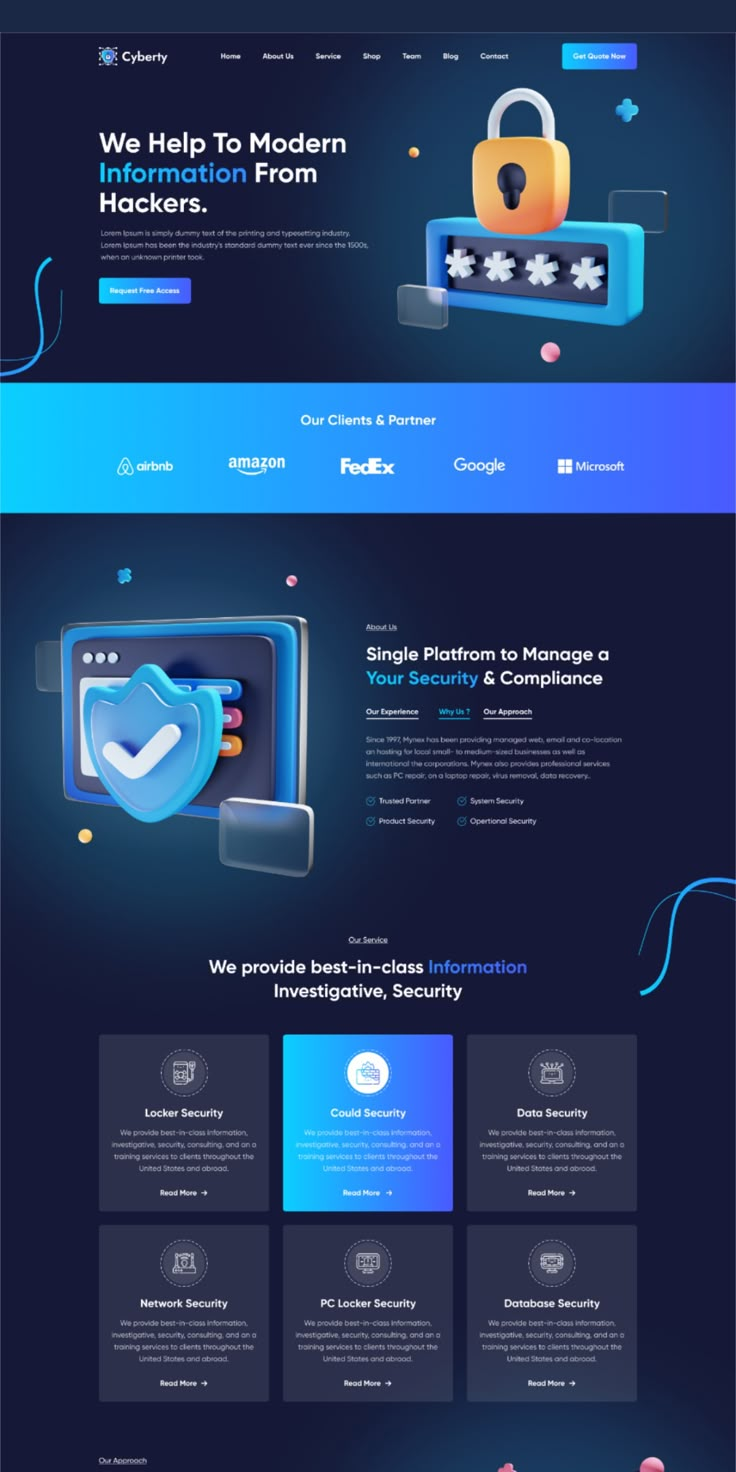 Cyberty
Home About Us Service Shop Team Blog Contact
Get Quote Now
We Help To Modern
Information From
Hackers.
Lorem Ipsum is simply dummy text of the printing and typesetting industry.
Lorem Ipsum has been the industry's standard dummy text ever since the 1500s,
when an unknown printer took.
Request Free Access
Our Clients & Partner
airbnb
amazon
FedEx
Google
Microsoft
About Us
Single Platfrom to Manage a
Your Security & Compliance
Our Experience Why Us ? Our Approach
Since 1997, Mynex has been providing managed web, email and co-location
an hosting for local small- to medium-sized businesses as well as
international the corporations. Mynex also provides professional services
such as PC repair, on a laptop repair, virus removal, data recovery..
Trusted Partner
System Security
Product Security
Opertional Security
Our Service
We provide best-in-class Information
Investigative, Security
Locker Security
We provide best-in-class information,
investigative, security, consulting, and an a
training services to clients throughout the
United States and abroad.
Read More →
Could Security
We provide best-in-class information,
investigative, security, consulting, and an a
training services to clients throughout the
United States and abroad.
Read More →
Data Security
We provide best-in-class information,
investigative, security, consulting, and an a
training services to clients throughout the
United States and abroad.
Read More →
Network Security
We provide best-in-class information,
investigative, security, consulting, and an a
training services to clients throughout the
United States and abroad.
Read More →
PC Locker Security
We provide best-in-class information,
investigative, security, consulting, and an a
training services to clients throughout the
United States and abroad.
Read More →
Database Security
We provide best-in-class information,
investigative, security, consulting, and an a
training services to clients throughout the
United States and abroad.
Read More →
Our Approach